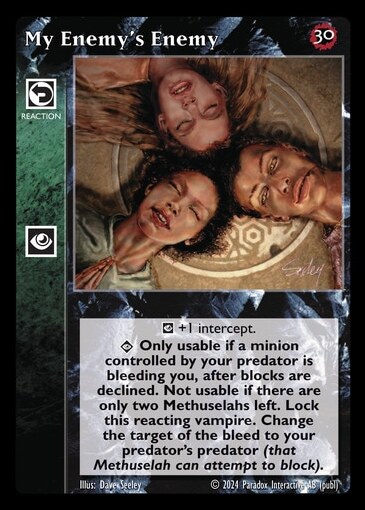 My Enemy's Enemy
30
REACTION
Seeley
+1 intercept.
Only usable if a minion
controlled by your predator is
bleeding you, after blocks are
declined. Not usable if there are
only two Methuselahs left. Lock
this reacting vampire. Change
the target of the bleed to your
predator's predator (that
Methuselah can attempt to block).
Illus: Dave Seeley © 2024 Paradox Interactive AB (publ)